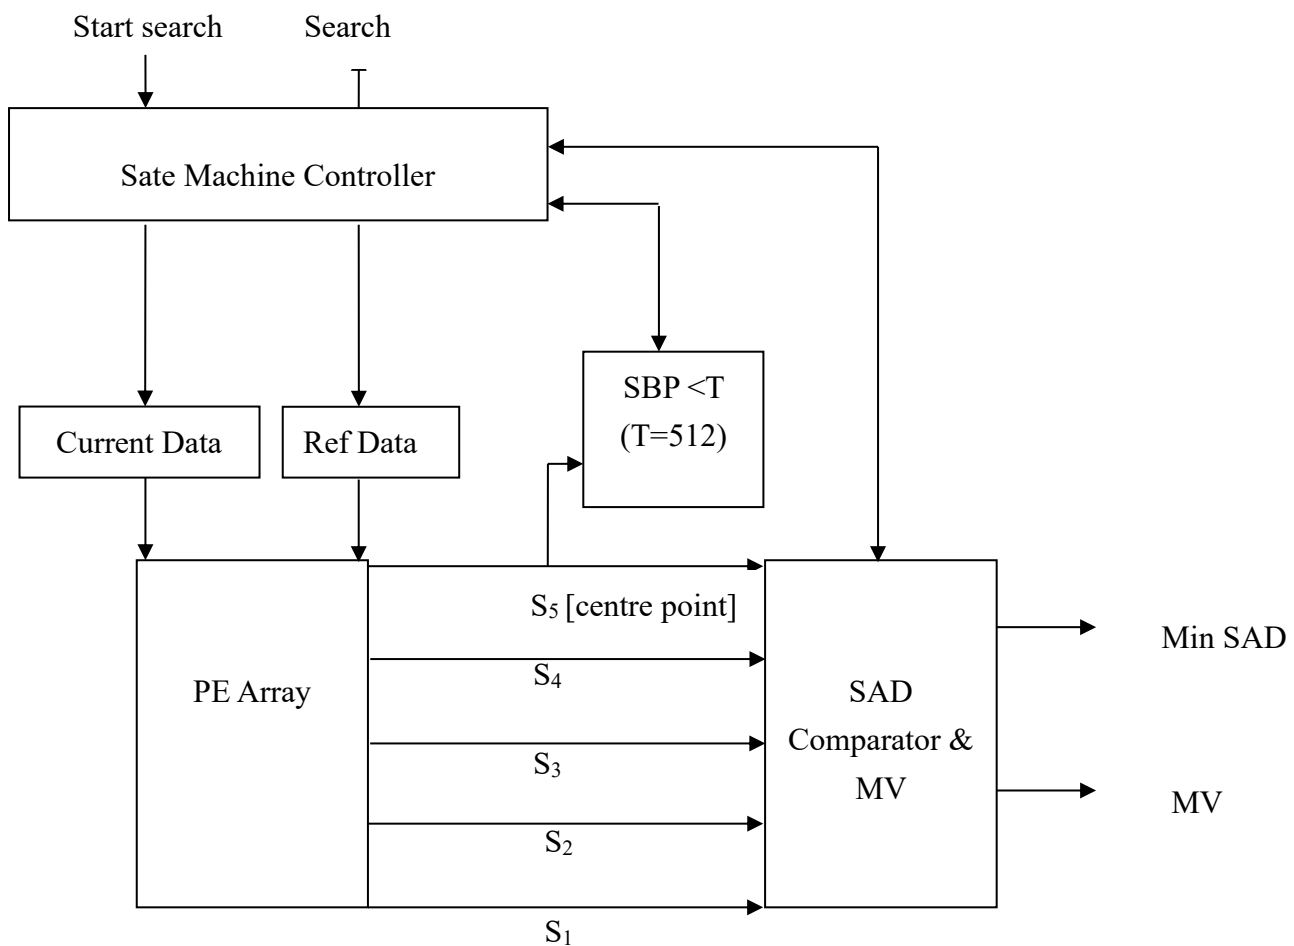 Start search
Search
Sate Machine Controller
SBP <T
(T=512)
Current Data
Ref Data
S₅ [centre point]
Min SAD
S₄
PE Array
SAD
Comparator &
MV
S₃
MV
S₂
S₁